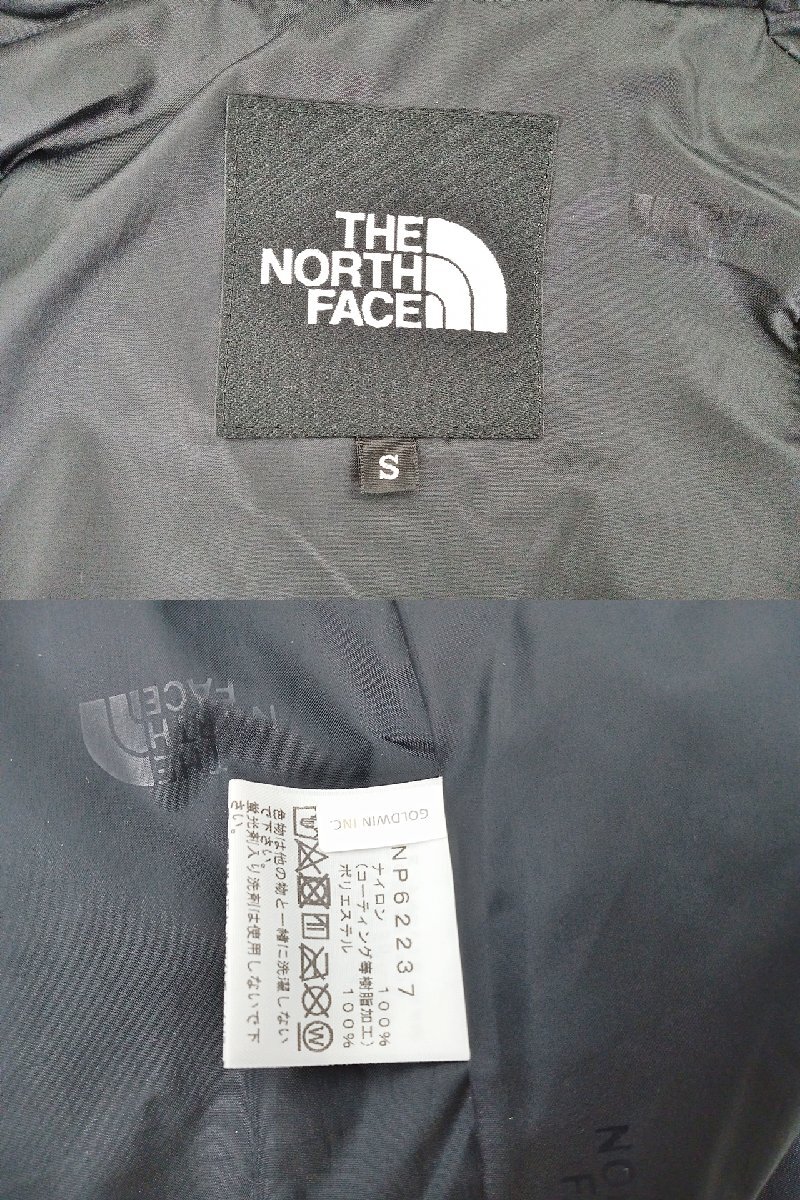 THE
NORTH
FACE
S
FACE
N
FACE
GOLDWIN INC.
NP62237
ナイロン 100%
(コーティング等樹脂加工)
ポリエステル 100%
W
色物は他の物と一緒に洗濯しない
で下さい。
蛍光剤入り洗剤は使用しないで下
さい。
NO
F